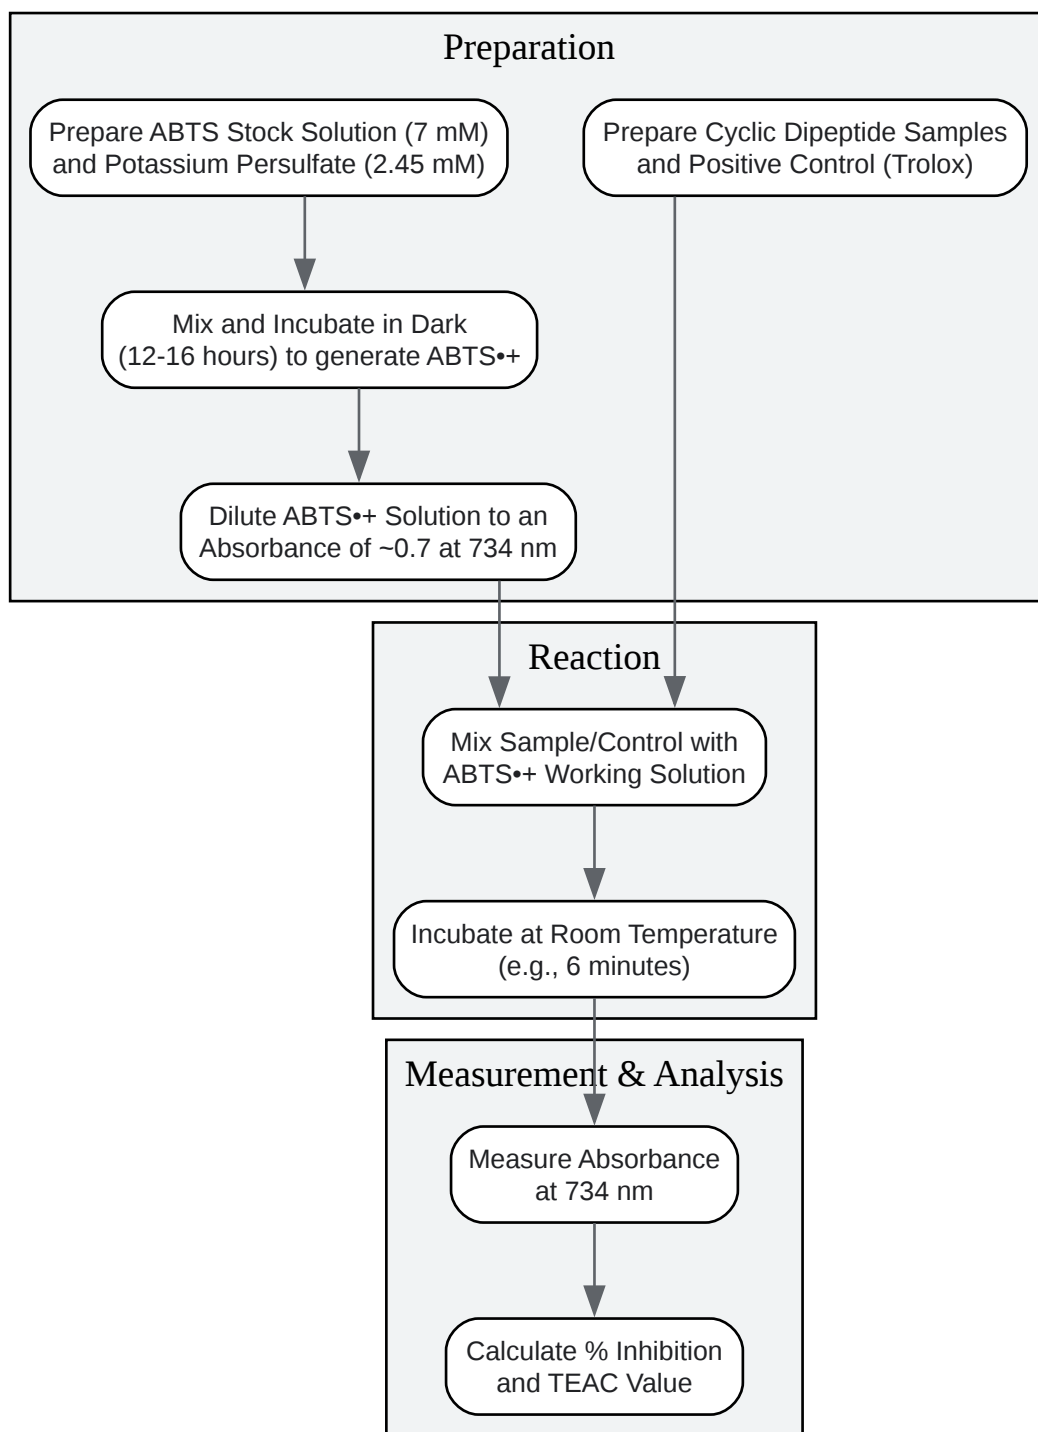 Preparation
Prepare ABTS Stock Solution (7 mM)
and Potassium Persulfate (2.45 mM)
Prepare Cyclic Dipeptide Samples
and Positive Control (Trolox)
Mix and Incubate in Dark
(12-16 hours) to generate ABTS•+
Dilute ABTS•+ Solution to an
Absorbance of ~0.7 at 734 nm
Reaction
Mix Sample/Control with
ABTS•+ Working Solution
Incubate at Room Temperature
(e.g., 6 minutes)
Measurement & Analysis
Measure Absorbance
at 734 nm
Calculate % Inhibition
and TEAC Value